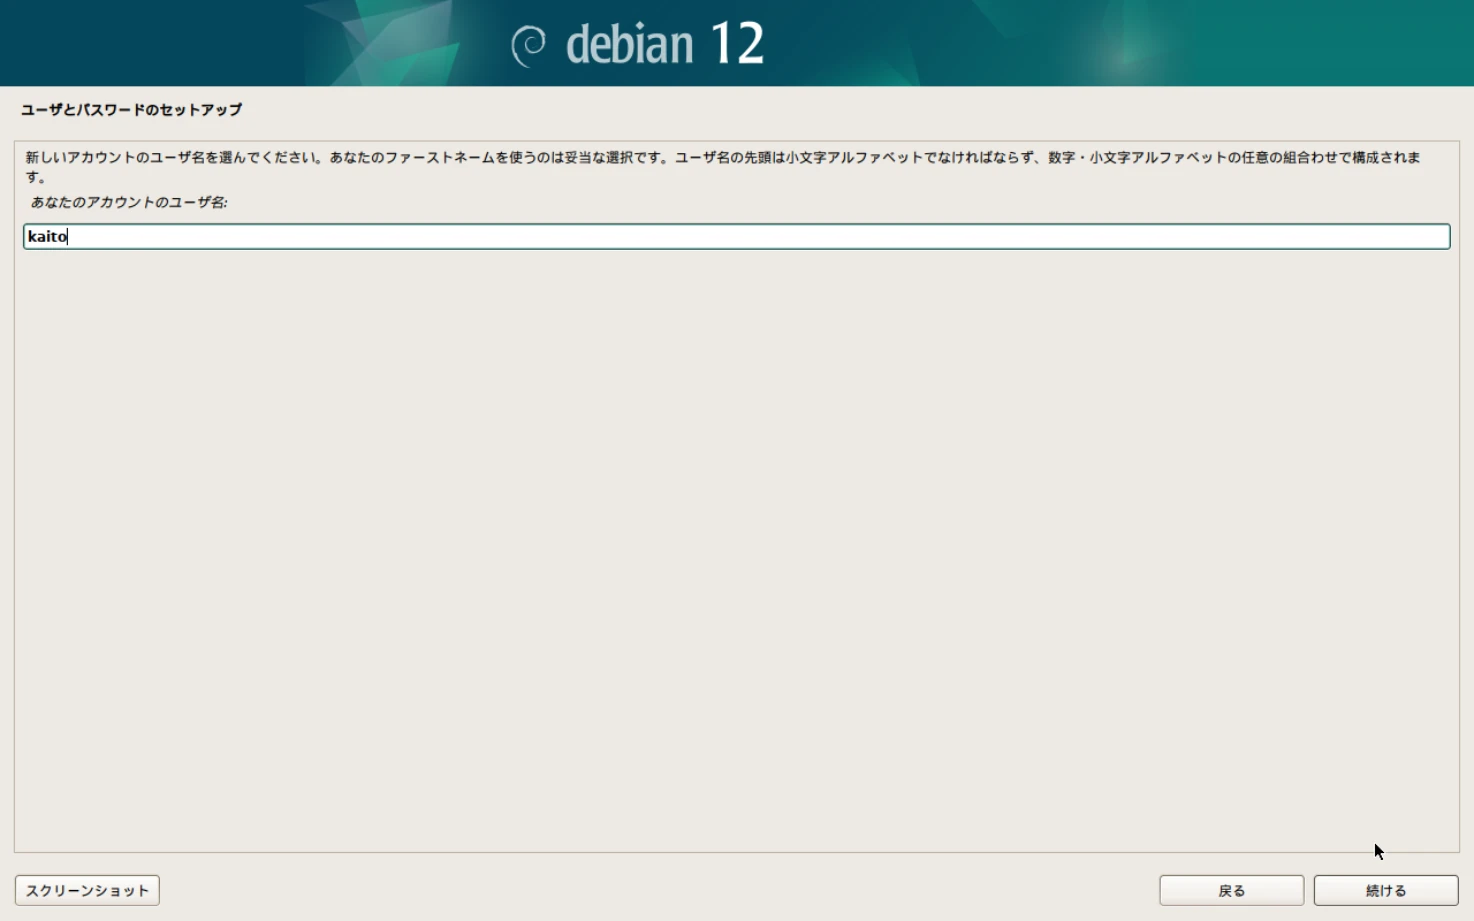 debian 12
ユーザとパスワードのセットアップ
新しいアカウントのユーザ名を選んでください。あなたのファーストネームを使うのは妥当な選択です。ユーザ名の先頭は小文字アルファベットでなければならず、数字・小文字アルファベットの任意の組合わせで構成されま
す。
あなたのアカウントのユーザ名:
kaito
スクリーンショット
戻る
続ける